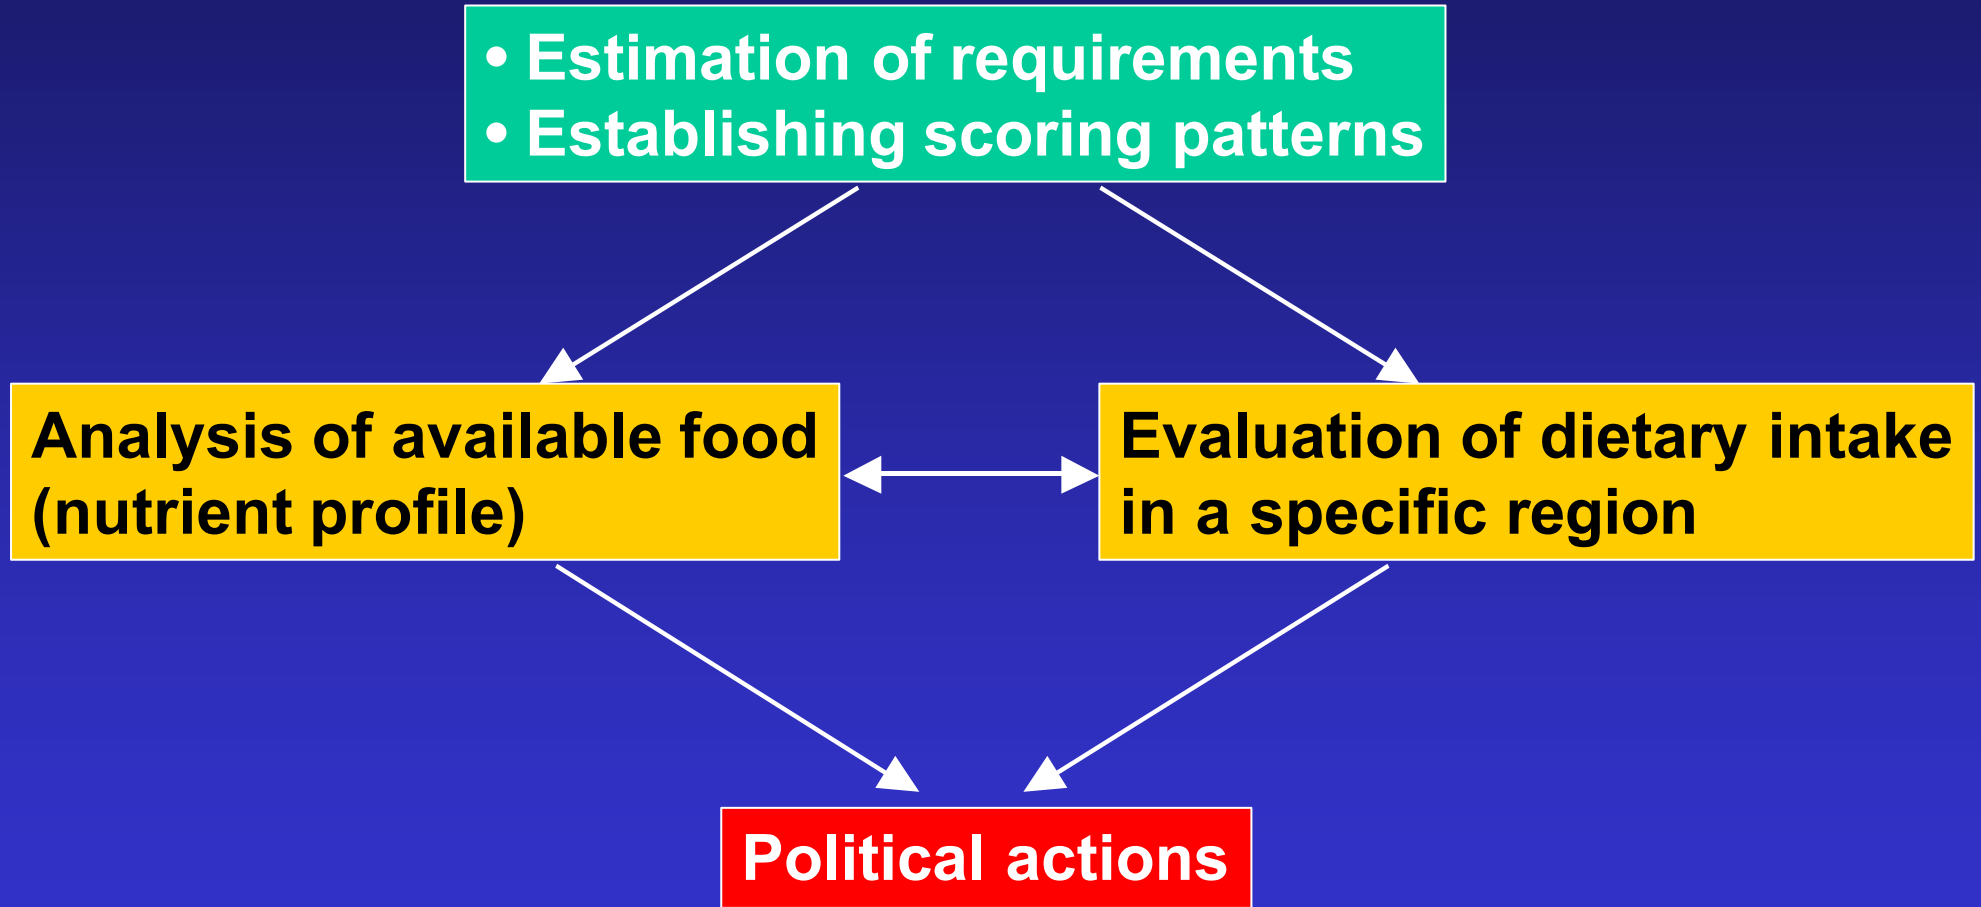 • Estimation of requirements
• Establishing scoring patterns
Analysis of available food
(nutrient profile)
Evaluation of dietary intake
in a specific region
Political actions